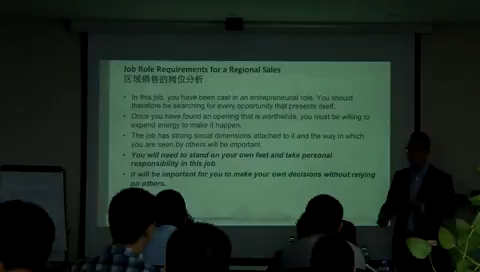 Job Role Requirements for a Regional Sales
区域销售的岗位分析
• In this job, you have been cast in an entrepreneurial role. You should
therefore be searching for every opportunity that presents itself.
• Once you have found an opening that is worthwhile, you must be willing to
expend energy to make it happen.
• The job has strong social dimensions attached to it and the way in which
you are seen by others will be important.
• You will need to stand on your own feet and take personal
responsibility in this job.
• It will be important for you to make your own decisions without relying
on others.